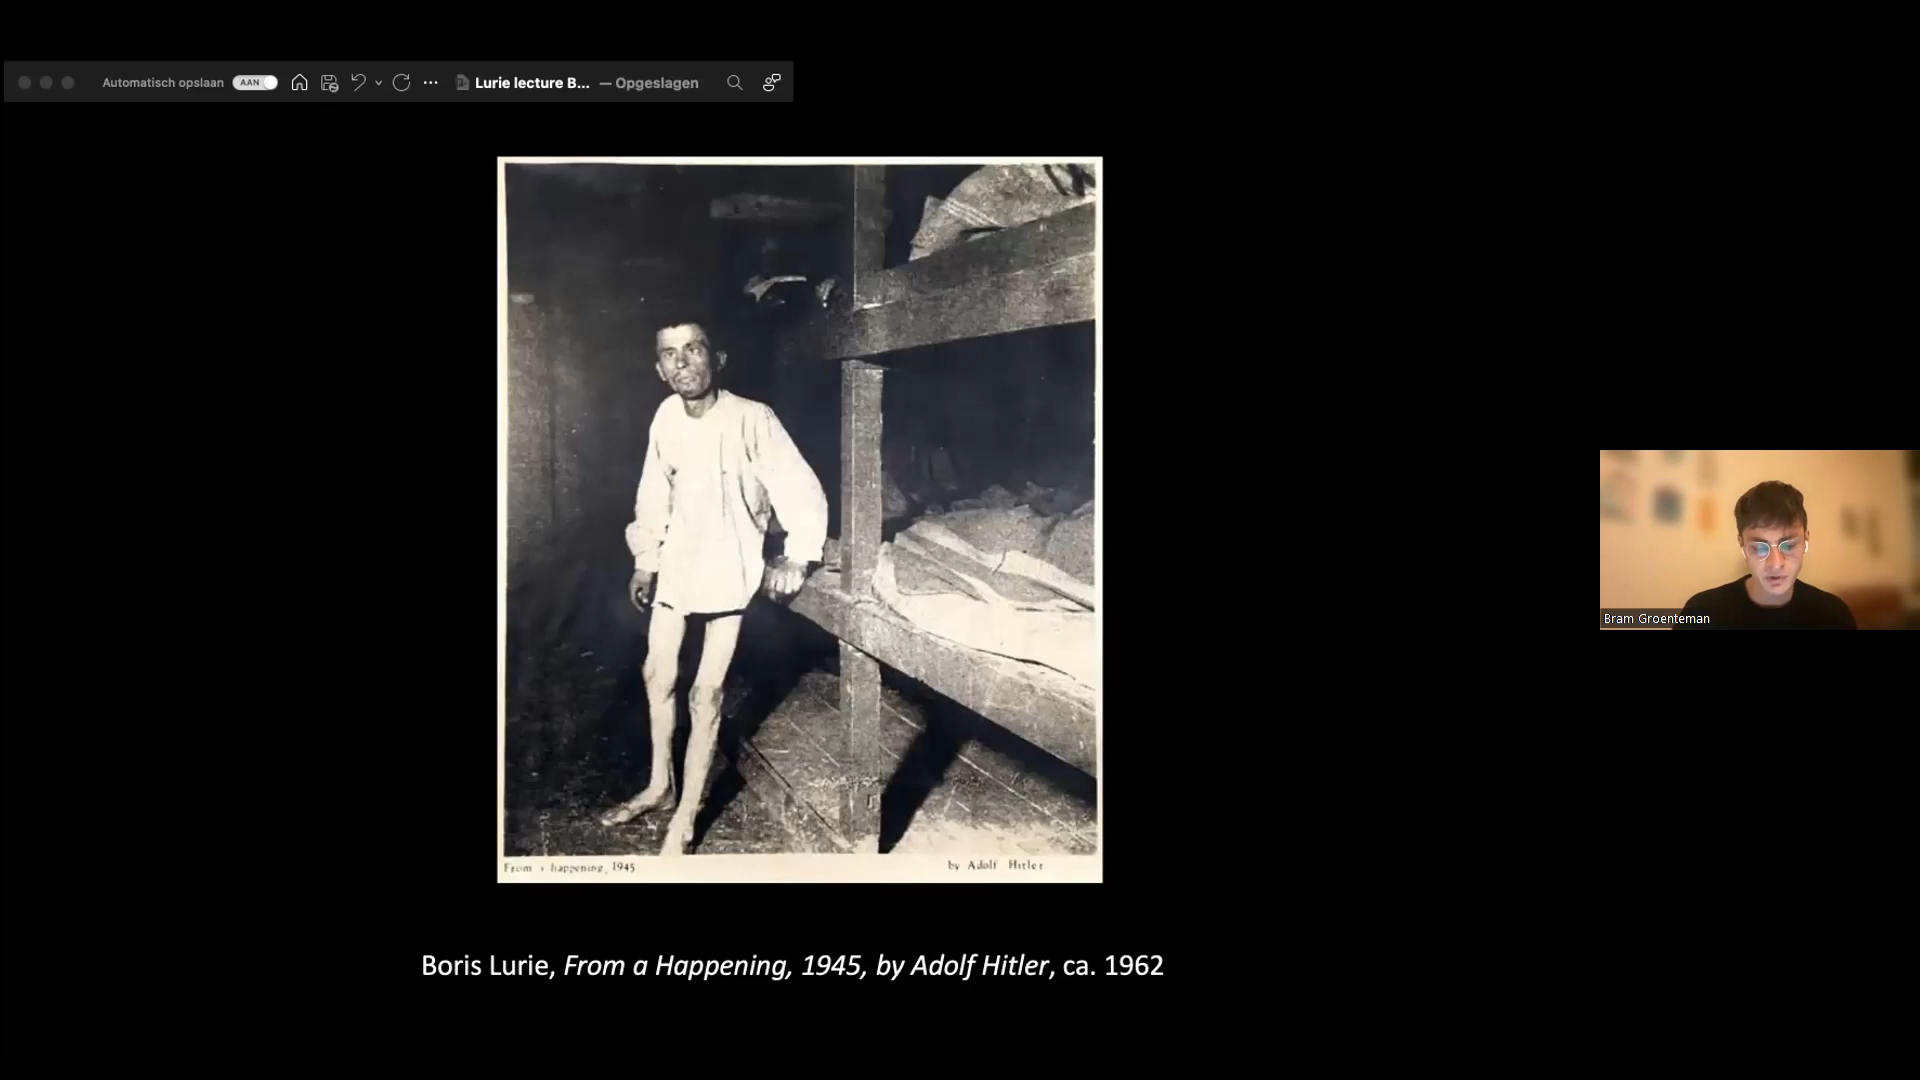 Automatisch opslaan AAN ... Lurie lecture B... — Opgeslagen
From a happening, 1945 by Adolf Hitler
Bram Groenteman
Boris Lurie, From a Happening, 1945, by Adolf Hitler, ca. 1962